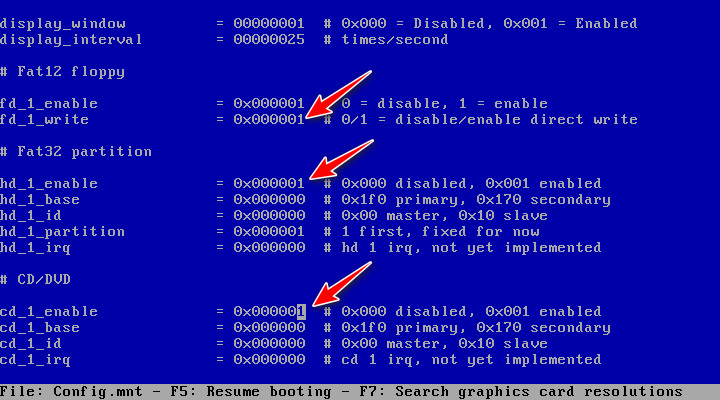 display_window = 00000001 # 0x000 = Disabled, 0x001 = Enabled
display_interval = 00000025 # times/second
# Fat12 floppy
fd_1_enable = 0x000001 0 = disable, 1 = enable
fd_1_write = 0x000001 # 0/1 = disable/enable direct write
# Fat32 partition
hd_1_enable = 0x000001 # 0x000 disabled, 0x001 enabled
hd_1_base = 0x000000 # 0x1f0 primary, 0x170 secondary
hd_1_id = 0x000000 # 0x00 master, 0x10 slave
hd_1_partition = 0x000001 # 1 first, fixed for now
hd_1_irq = 0x000000 # hd 1 irq, not yet implemented
# CD/DVD
cd_1_enable = 0x000001 # 0x000 disabled, 0x001 enabled
cd_1_base = 0x000000 # 0x1f0 primary, 0x170 secondary
cd_1_id = 0x000000 # 0x00 master, 0x10 slave
cd_1_irq = 0x000000 # cd 1 irq, not yet implemented
File: Config.mnt - F5: Resume booting - F7: Search graphics card resolutions